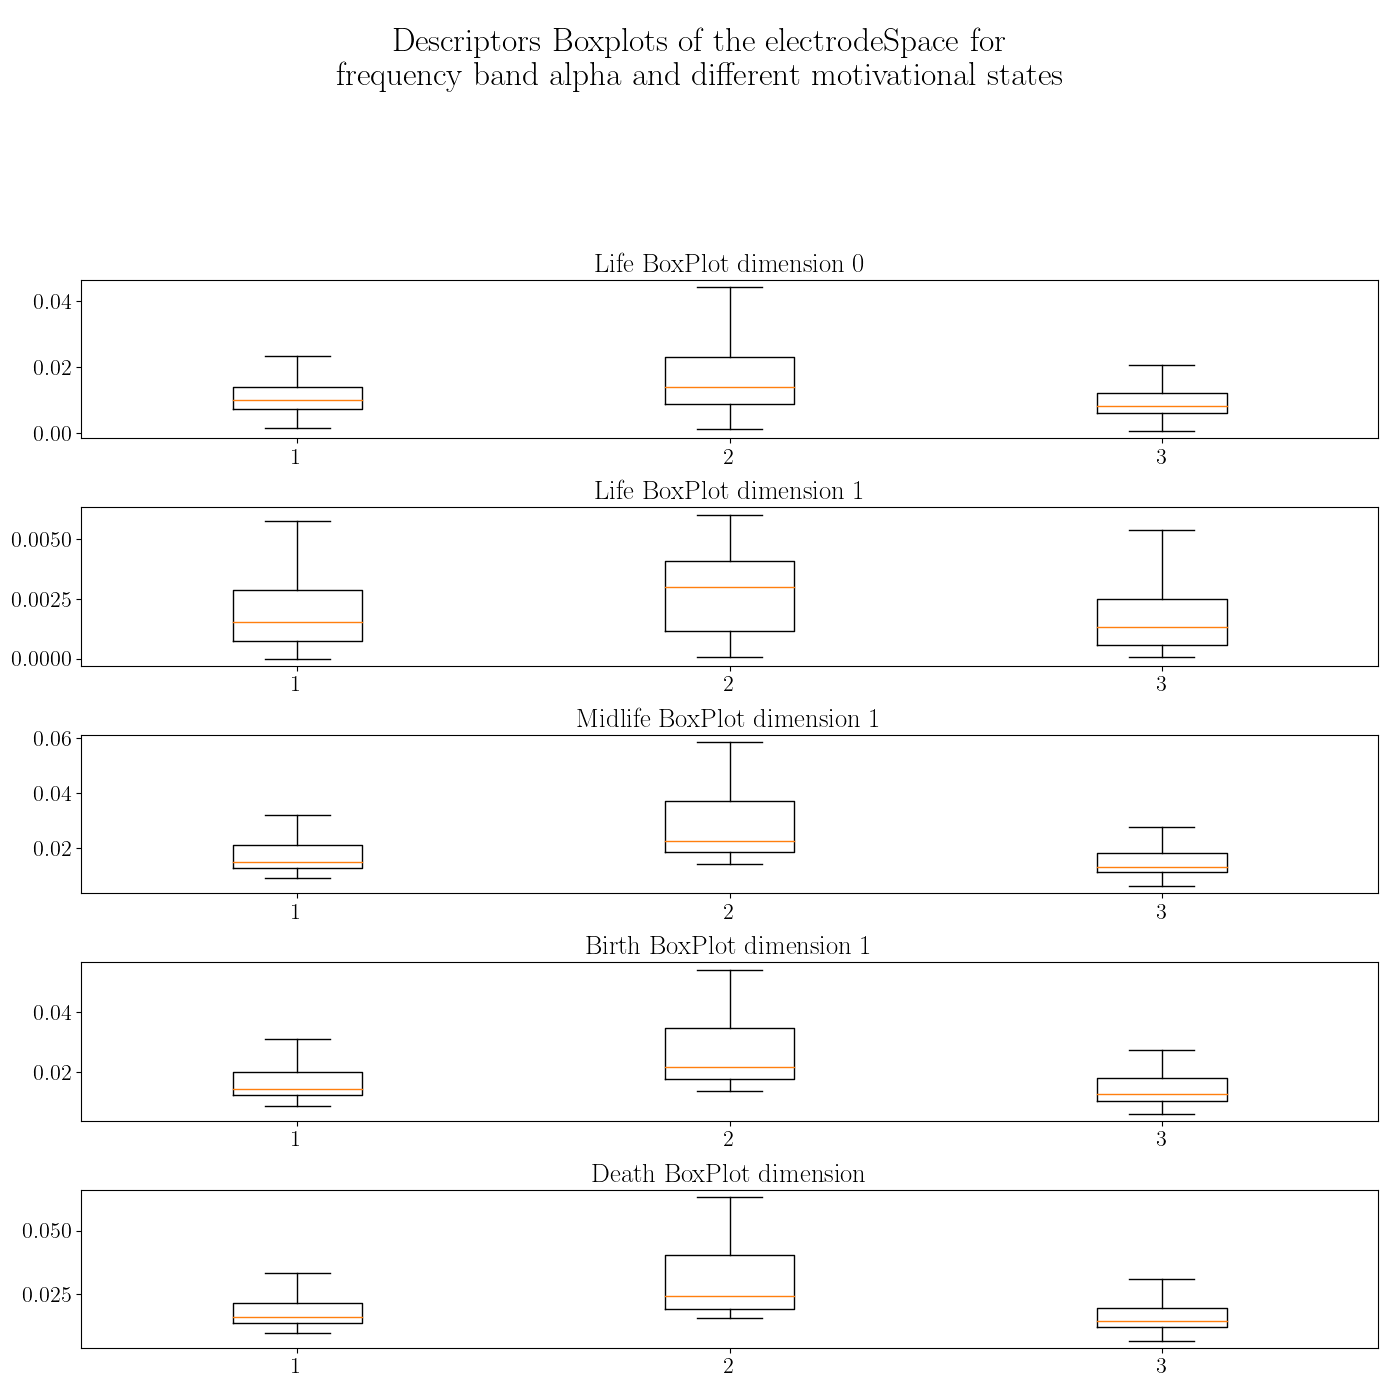 Descriptors Boxplots of the electrodeSpace for
frequency band alpha and different motivational states
Life BoxPlot dimension 0
0.04
0.02
0.00
1 2 3
Life BoxPlot dimension 1
0.0050
0.0025
0.0000
1 2 3
Midlife BoxPlot dimension 1
0.06
0.04
0.02
1 2 3
Birth BoxPlot dimension 1
0.04
0.02
1 2 3
Death BoxPlot dimension
0.050
0.025
1 2 3